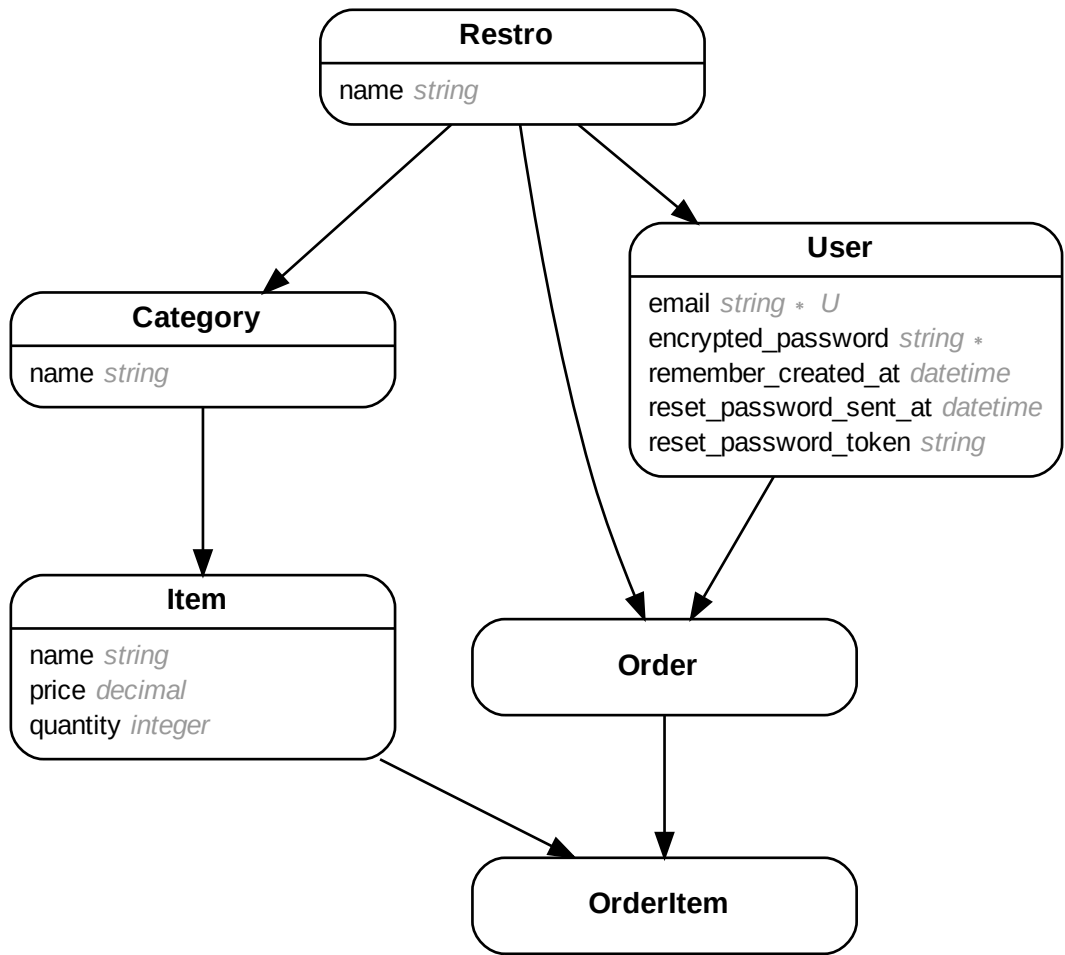 Restro
name string
User
email string * U
encrypted_password string *
remember_created_at datetime
reset_password_sent_at datetime
reset_password_token string
Category
name string
Item
name string
price decimal
quantity integer
Order
OrderItem